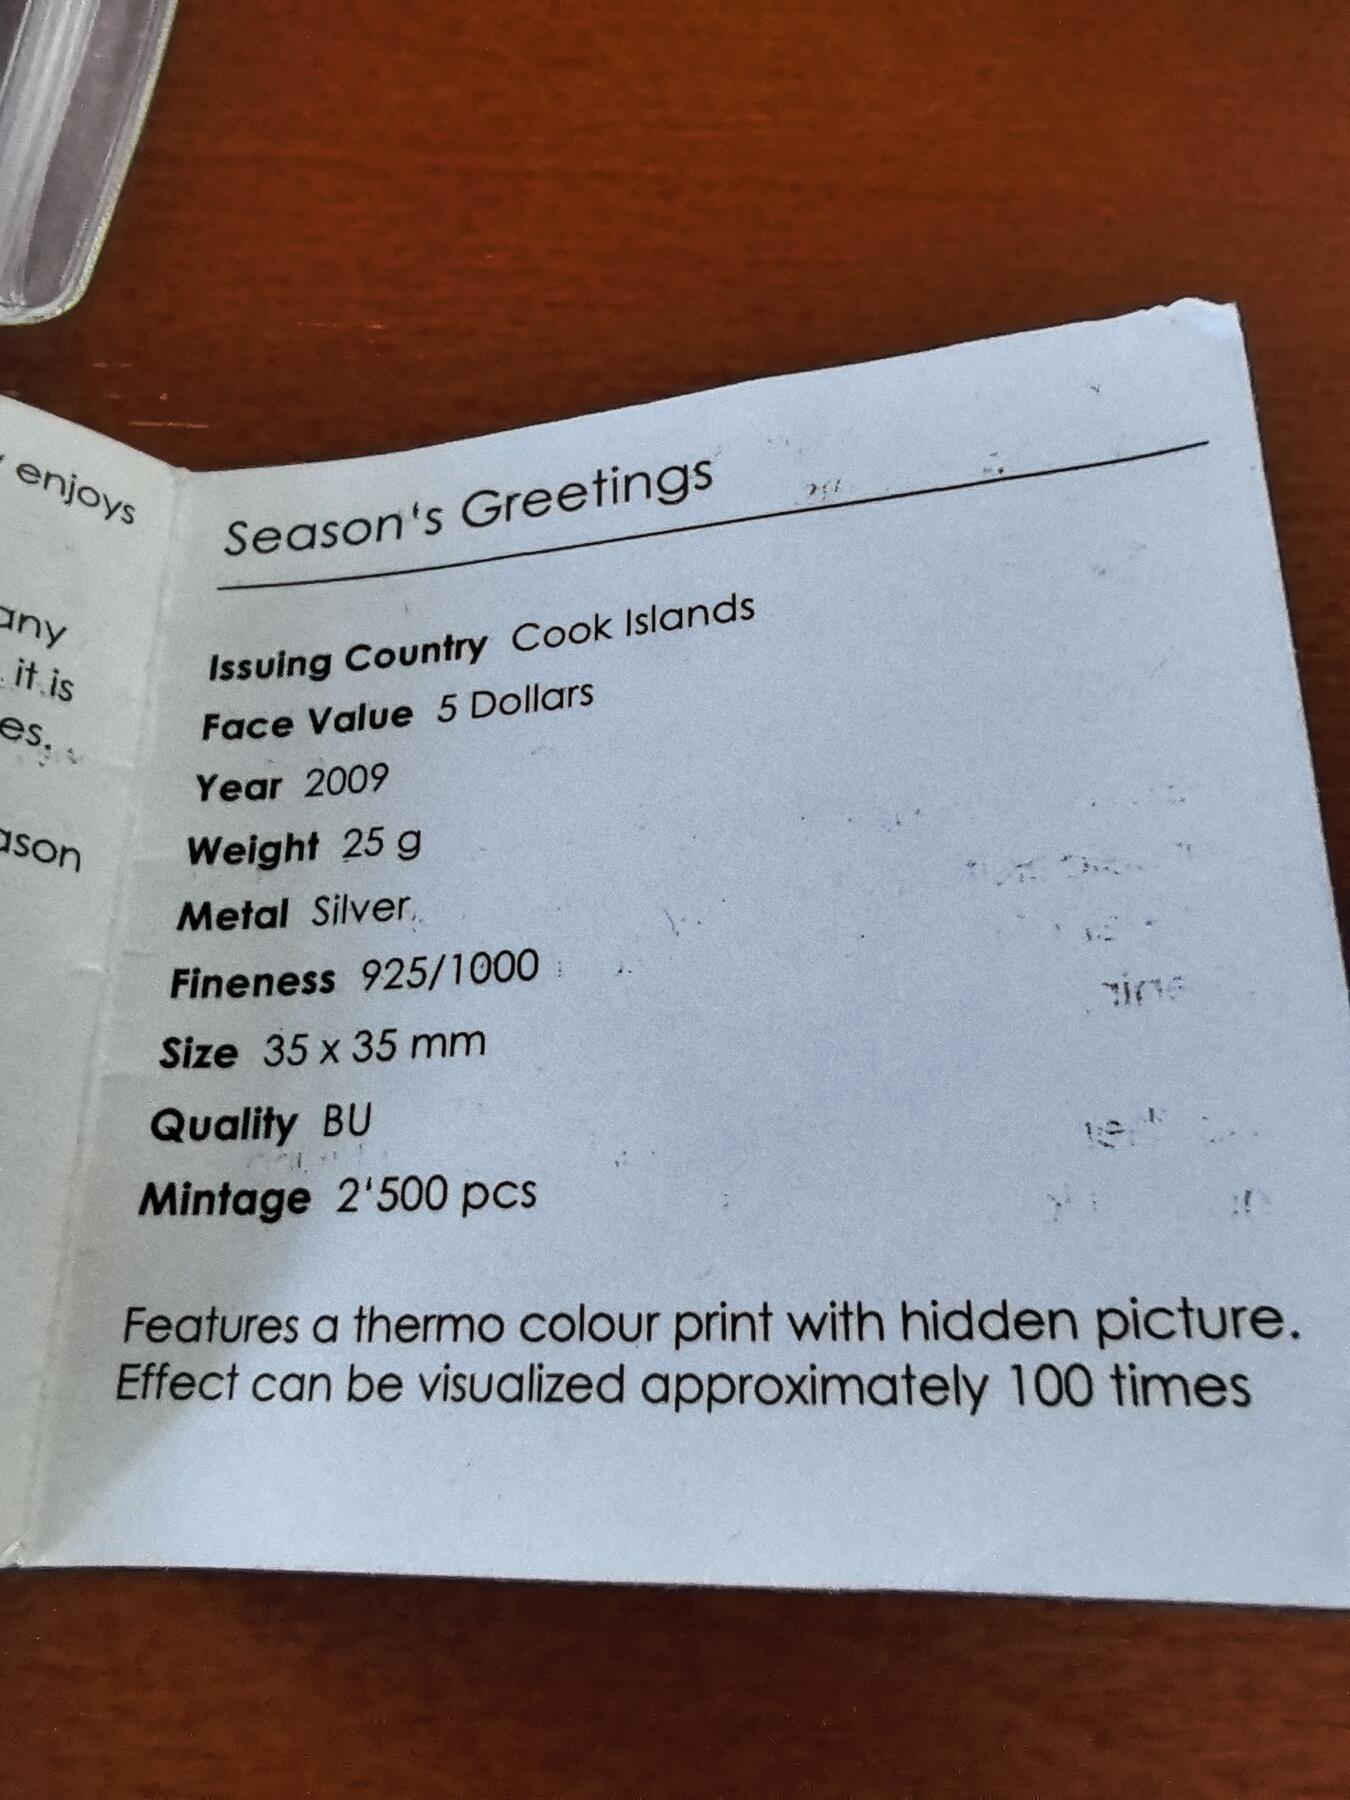 enjoys
any
it is
es.
ason
Season's Greetings
Issuing Country Cook Islands
Face Value 5 Dollars
Year 2009
Weight 25 g
Metal Silver
Fineness 925/1000
Size 35 x 35 mm
Quality BU
Mintage 2'500 pcs
Features a thermo colour print with hidden picture.
Effect can be visualized approximately 100 times